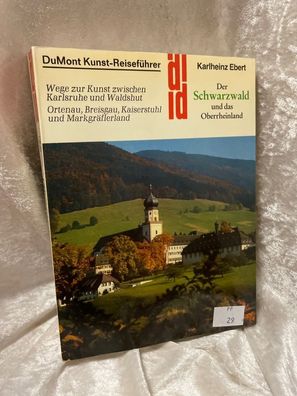 DuMont Kunst-Reiseführer
Wege zur Kunst zwischen
Karlsruhe und Waldshut
Ortenau, Breisgau, Kaiserstuhl
und Markgräflerland
Karlheinz Ebert
Der
Schwarzwald
und das
Oberrheinland
29